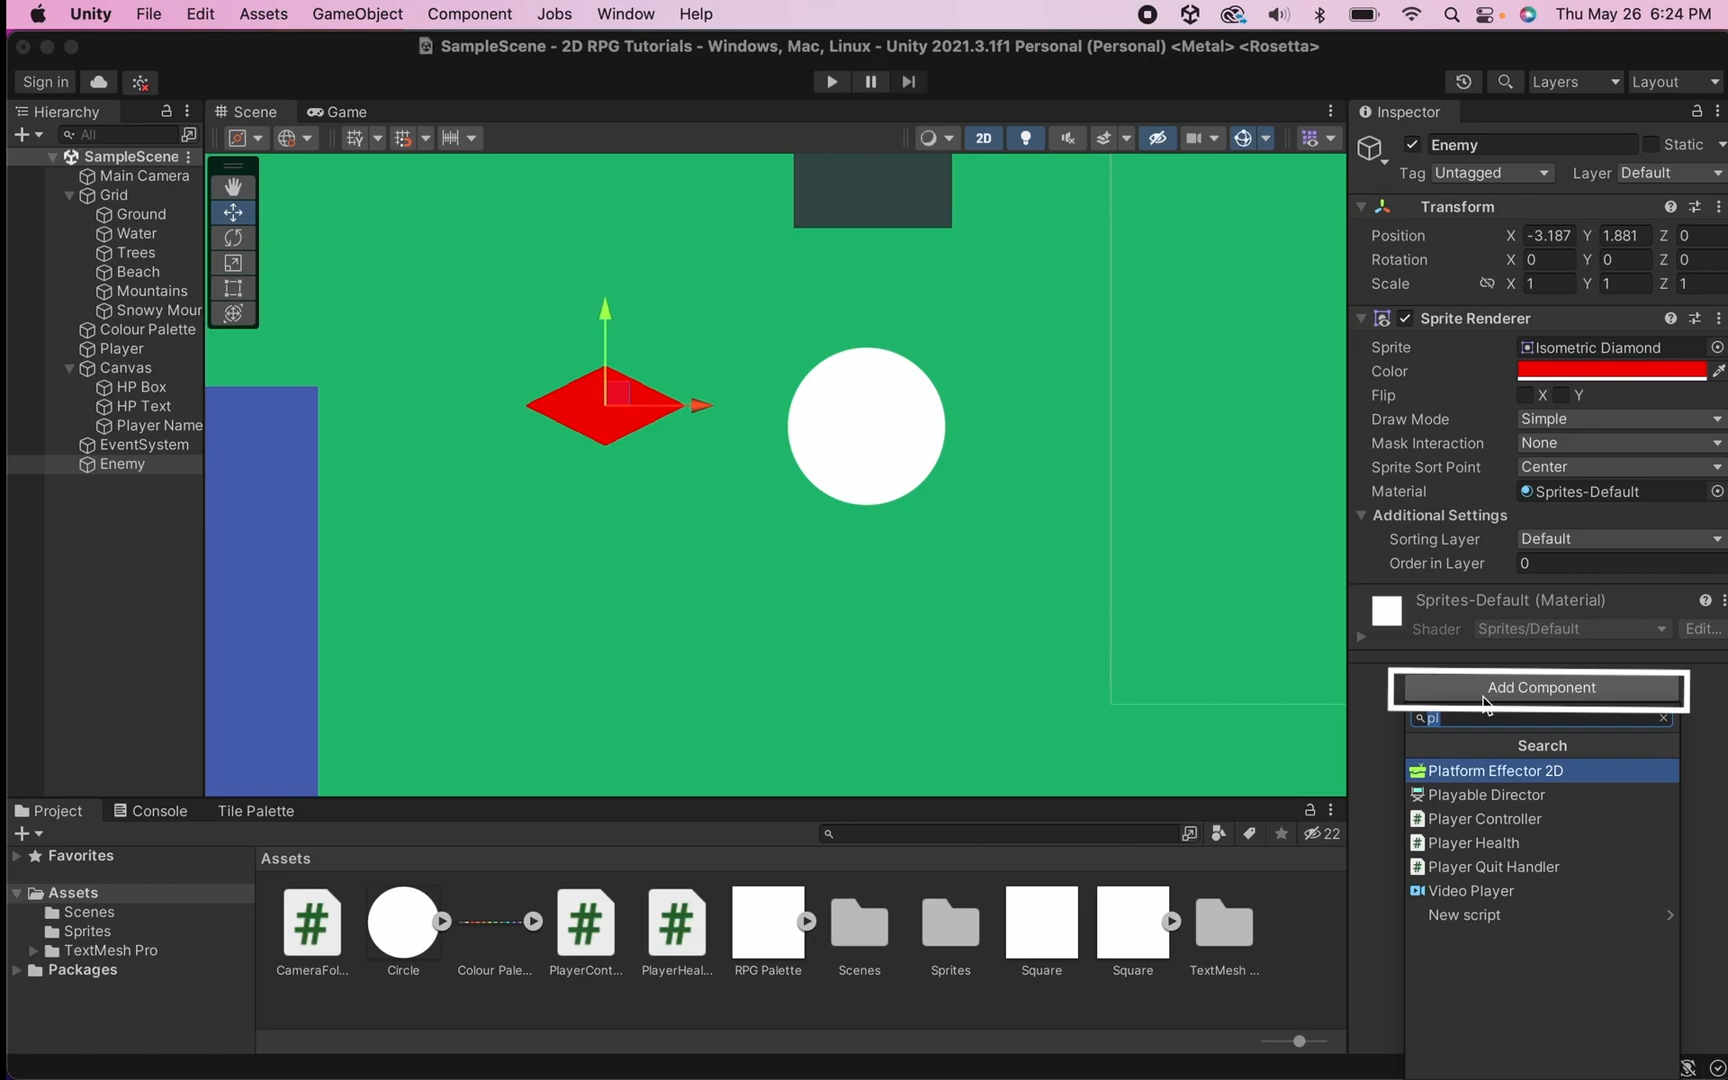 Unity File Edit Assets GameObject Component Jobs Window Help Thu May 26 6:24 PM
SampleScene - 2D RPG Tutorials - Windows, Mac, Linux - Unity 2021.3.1f1 Personal (Personal) <Metal> <Rosetta>
Sign in Layers Layout
Hierarchy
All
SampleScene
Main Camera
Grid
Ground
Water
Trees
Beach
Mountains
Snowy Mour
Colour Palette
Player
Canvas
HP Box
HP Text
Player Name
EventSystem
Enemy
Scene Game
2D
Inspector
Enemy Static
Tag Untagged Layer Default
Transform
Position X -3.187 Y 1.881 Z 0
Rotation X 0 Y 0 Z 0
Scale X 1 Y 1 Z 1
Sprite Renderer
Sprite Isometric Diamond
Color
Flip X Y
Draw Mode Simple
Mask Interaction None
Sprite Sort Point Center
Material Sprites-Default
Additional Settings
Sorting Layer Default
Order in Layer 0
Sprites-Default (Material)
Shader Sprites/Default Edit...
Add Component
pl
Search
Platform Effector 2D
Playable Director
Player Controller
Player Health
Player Quit Handler
Video Player
New script
Project Console Tile Palette
22
Favorites
Assets
Scenes
Sprites
TextMesh Pro
Packages
Assets
CameraFol... Circle Colour Pale... PlayerCont... PlayerHeal... RPG Palette Scenes Sprites Square Square TextMesh ...